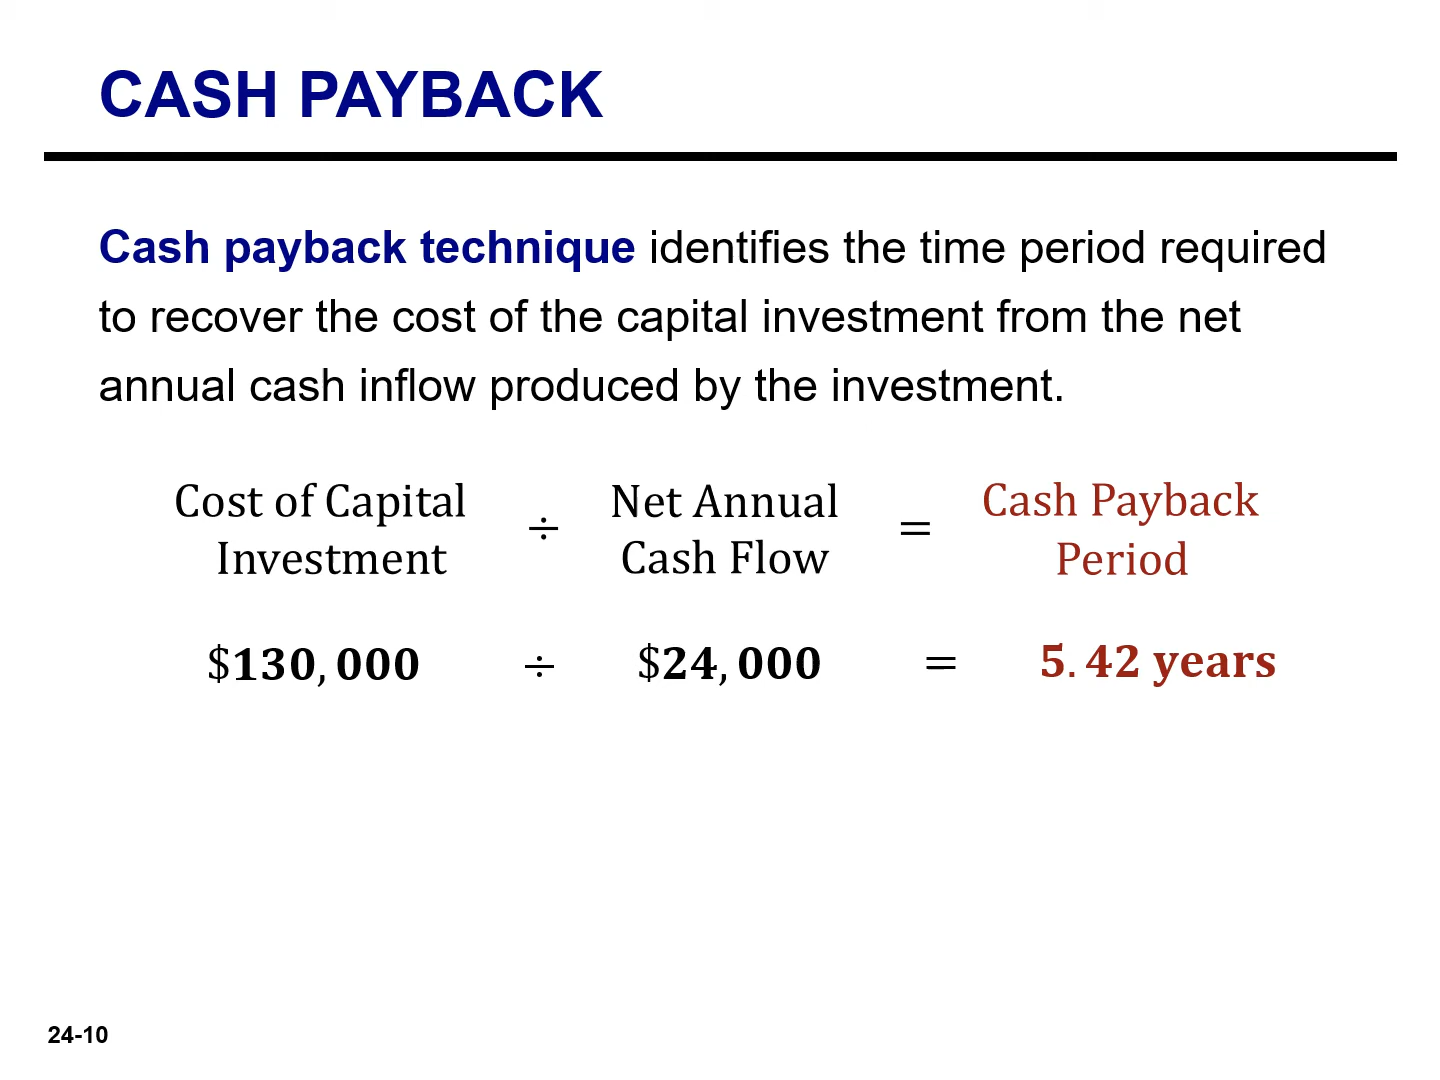 CASH PAYBACK
Cash payback technique identifies the time period required
to recover the cost of the capital investment from the net
annual cash inflow produced by the investment.
Cost of Capital Investment ÷ Net Annual Cash Flow = Cash Payback Period
$130,000 ÷ $24,000 = 5.42 years
24-10